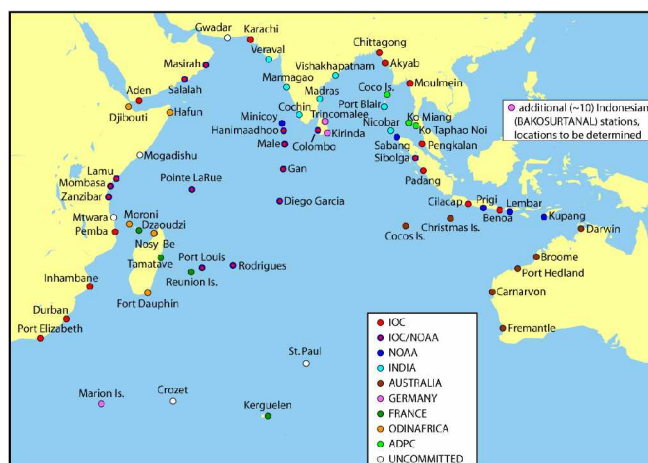 Gwadar
Karachi
Veraval
Chittagong
Akyab
Masirah
Vishakhapatnam
Marmagao
Coco Is.
Moulmein
Salalah
Aden
Madras
Port Blair
additional (~10) Indonesian
(BAKOSURTANAL) stations,
locations to be determined
Djibouti
Hafun
Cochin
Trincomalee
Ko Miang
Minicoy
Nicobar
Ko Taphao Noi
Hanimaadhoo
Kirinda
Mogadishu
Male
Colombo
Sabang
Pengkalan
Sibolga
Lamu
Gan
Padang
Mombasa
Pointe LaRue
Zanzibar
Diego Garcia
Cilacap
Prigi
Lembar
Mtwara
Moroni
Benoa
Kupang
Pemba
Dzaoudzi
Cocos Is.
Christmas Is.
Darwin
Nosy Be
Port Louis
Broome
Tamatave
Rodrigues
Port Hedland
Inhambane
Reunion Is.
Carnarvon
Fort Dauphin
Durban
Port Elizabeth
Fremantle
St. Paul
Marion Is.
Crozet
Kerguelen
IOC
IOC/NOAA
NOAA
INDIA
AUSTRALIA
GERMANY
FRANCE
ODINAFRICA
ADPC
UNCOMMITTED